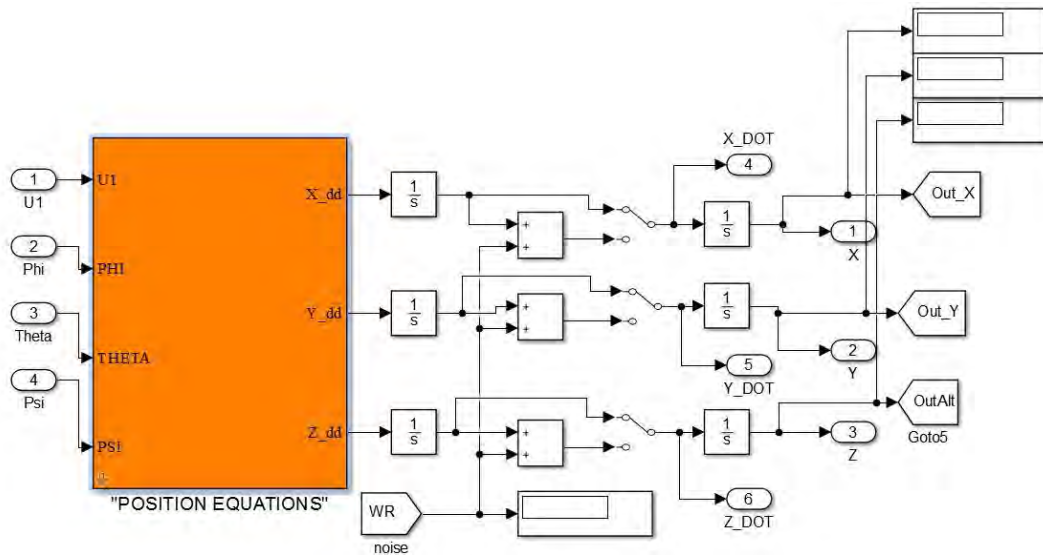 X_DOT
4
1
U1
U1
X_dd
1
s
+
+
1
s
Out_X
1
X
2
Phi
PHI
Y_dd
1
s
+
+
1
s
Out_Y
3
Theta
THETA
5
Y_DOT
2
Y
4
Psi
PSI
Z_dd
1
s
+
+
1
s
OutAlt
Goto5
3
Z
"POSITION EQUATIONS"
WR
noise
6
Z_DOT